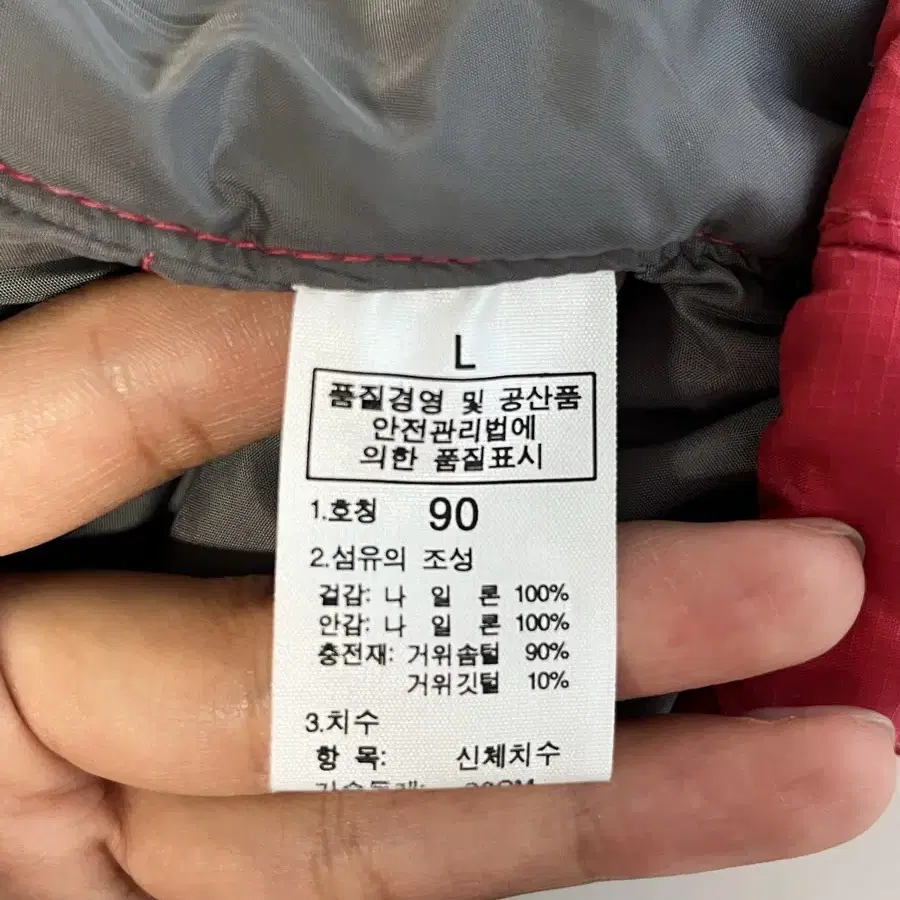 L
품질경영 및 공산품
안전관리법에
의한 품질표시
1.호칭 90
2.섬유의 조성
겉감: 나 일 론 100%
안감: 나 일 론 100%
충전재: 거위솜털 90%
거위깃털 10%
3.치수
항 목: 신체치수